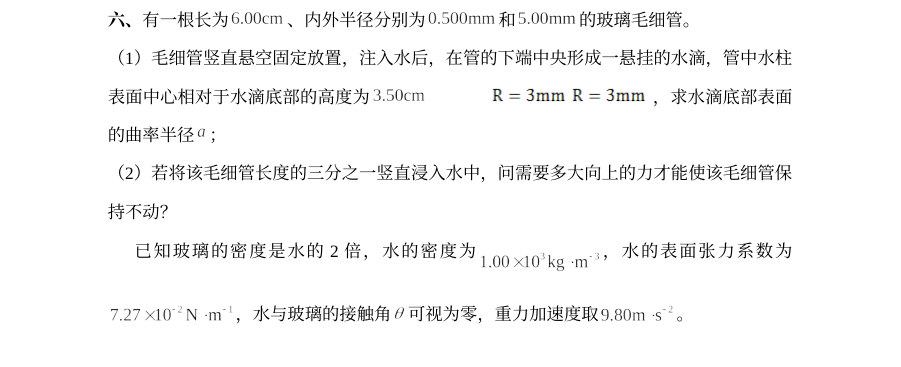 六、有一根长为6.00cm 、内外半径分别为0.500mm 和5.00mm 的玻璃毛细管。
（1）毛细管竖直悬空固定放置，注入水后，在管的下端中央形成一悬挂的水滴，管中水柱
表面中心相对于水滴底部的高度为3.50cm R = 3mm R = 3mm ，求水滴底部表面
的曲率半径a；
（2）若将该毛细管长度的三分之一竖直浸入水中，问需要多大向上的力才能使该毛细管保
持不动？
已知玻璃的密度是水的 2 倍，水的密度为1.00×10³kg ·m⁻³，水的表面张力系数为
7.27×10⁻²N ·m⁻¹，水与玻璃的接触角θ可视为零，重力加速度取9.80m ·s⁻²。